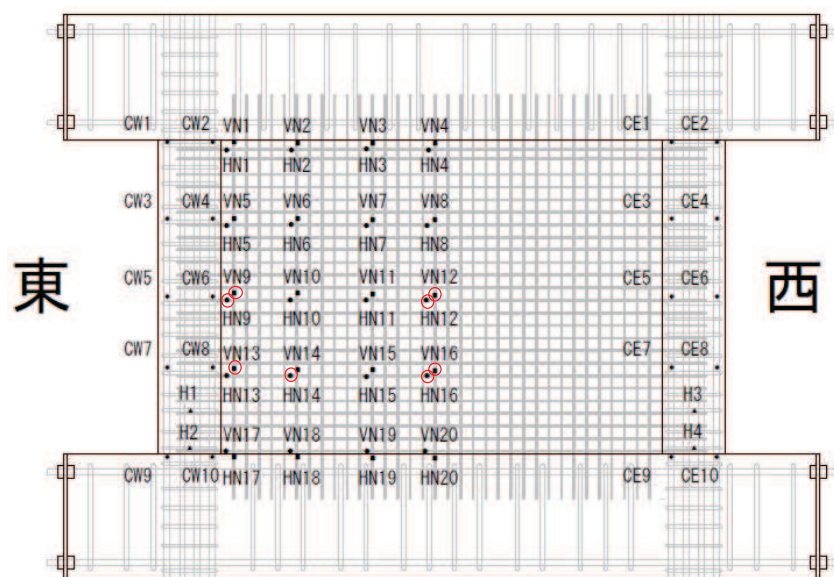 CW1 CW2 VN1 VN2 VN3 VN4 CE1 CE2
HN1 HN2 HN3 HN4
CW3 CW4 VN5 VN6 VN7 VN8 CE3 CE4
HN5 HN6 HN7 HN8
東 西
CW5 CW6 VN9 VN10 VN11 VN12 CE5 CE6
HN9 HN10 HN11 HN12
CW7 CW8 VN13 VN14 VN15 VN16 CE7 CE8
H1 HN13 HN14 HN15 HN16 H3
H2 VN17 VN18 VN19 VN20 H4
CW9 CW10 HN17 HN18 HN19 HN20 CE9 CE10